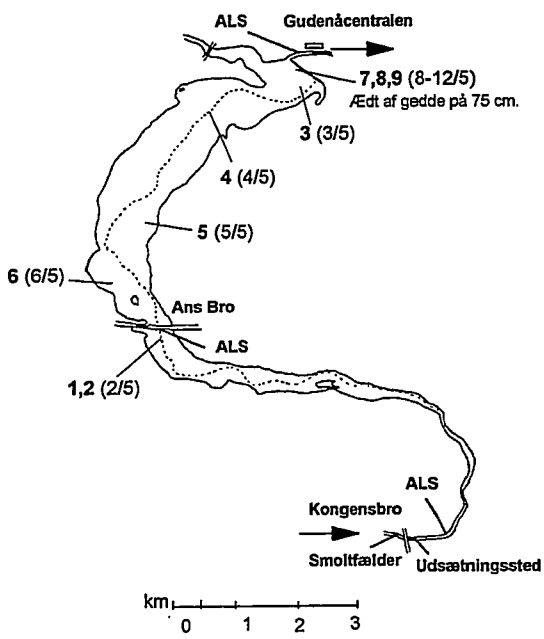 ALS Gudenåcentralen
7,8,9 (8-12/5)
Ædt af gedde på 75 cm.
3 (3/5)
4 (4/5)
5 (5/5)
6 (6/5)
Ans Bro
ALS
1,2 (2/5)
ALS
Kongensbro
Smoltfælder
Udsætningssted
km
0 1 2 3